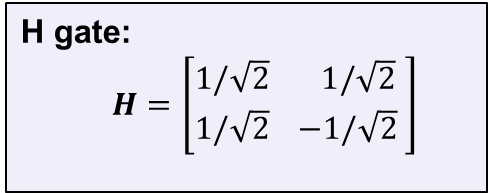 H gate:
H = [1/√2 1/√2
1/√2 −1/√2]